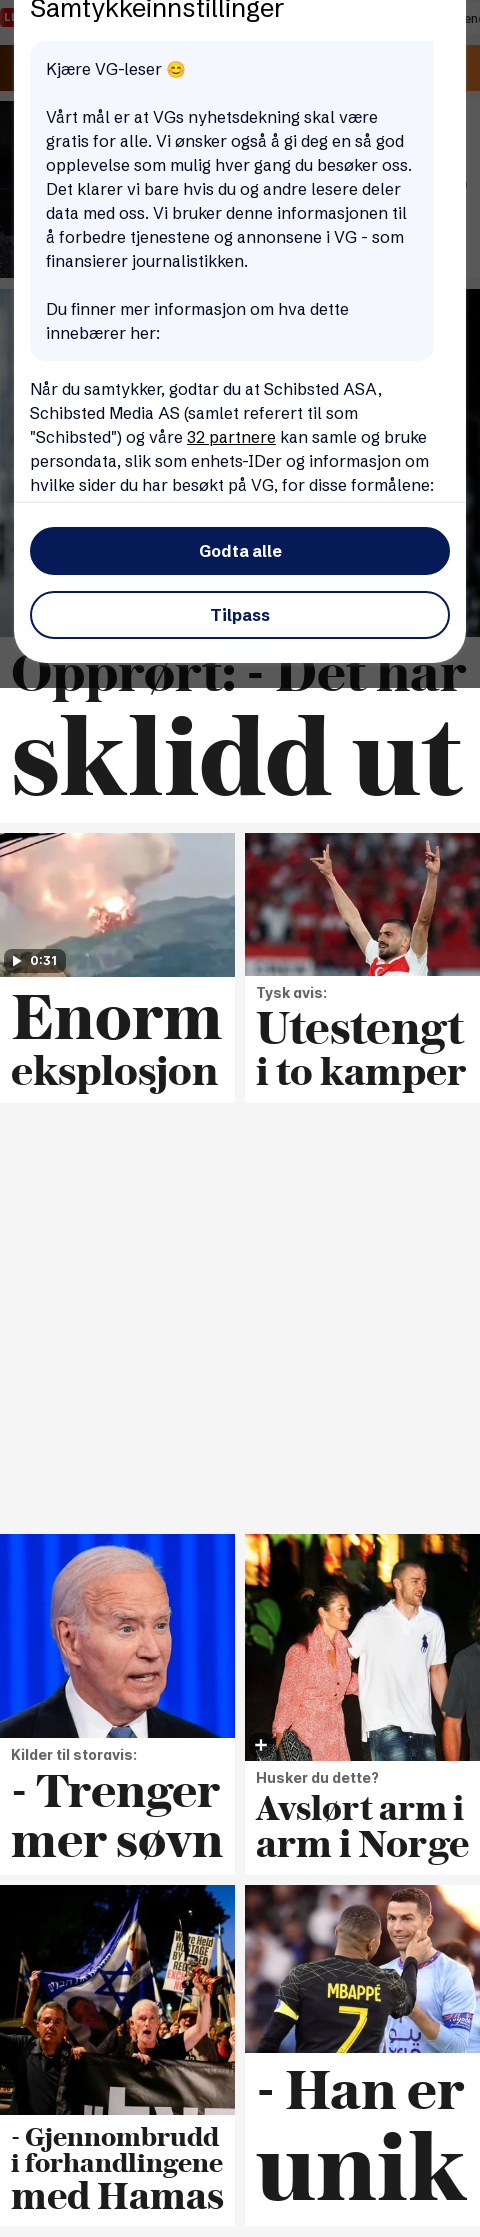 Samtykkeinnstillinger
Kjære VG-leser 😊
Vårt mål er at VGs nyhetsdekning skal være
gratis for alle. Vi ønsker også å gi deg en så god
opplevelse som mulig hver gang du besøker oss.
Det klarer vi bare hvis du og andre lesere deler
data med oss. Vi bruker denne informasjonen til
å forbedre tjenestene og annonsene i VG - som
finansierer journalistikken.
Du finner mer informasjon om hva dette
innebærer her:
Når du samtykker, godtar du at Schibsted ASA,
Schibsted Media AS (samlet referert til som
"Schibsted") og våre 32 partnere kan samle og bruke
persondata, slik som enhets-IDer og informasjon om
hvilke sider du har besøkt på VG, for disse formålene:
Godta alle
Tilpass
Opprørt: - Det har
sklidd ut
0:31
Enorm
eksplosjon
Tysk avis:
Utestengt
i to kamper
Kilder til storavis:
- Trenger
mer søvn
Husker du dette?
Avslørt arm i
arm i Norge
- Gjennombrudd
i forhandlingene
med Hamas
MBAPPÉ
7
- Han er
unik